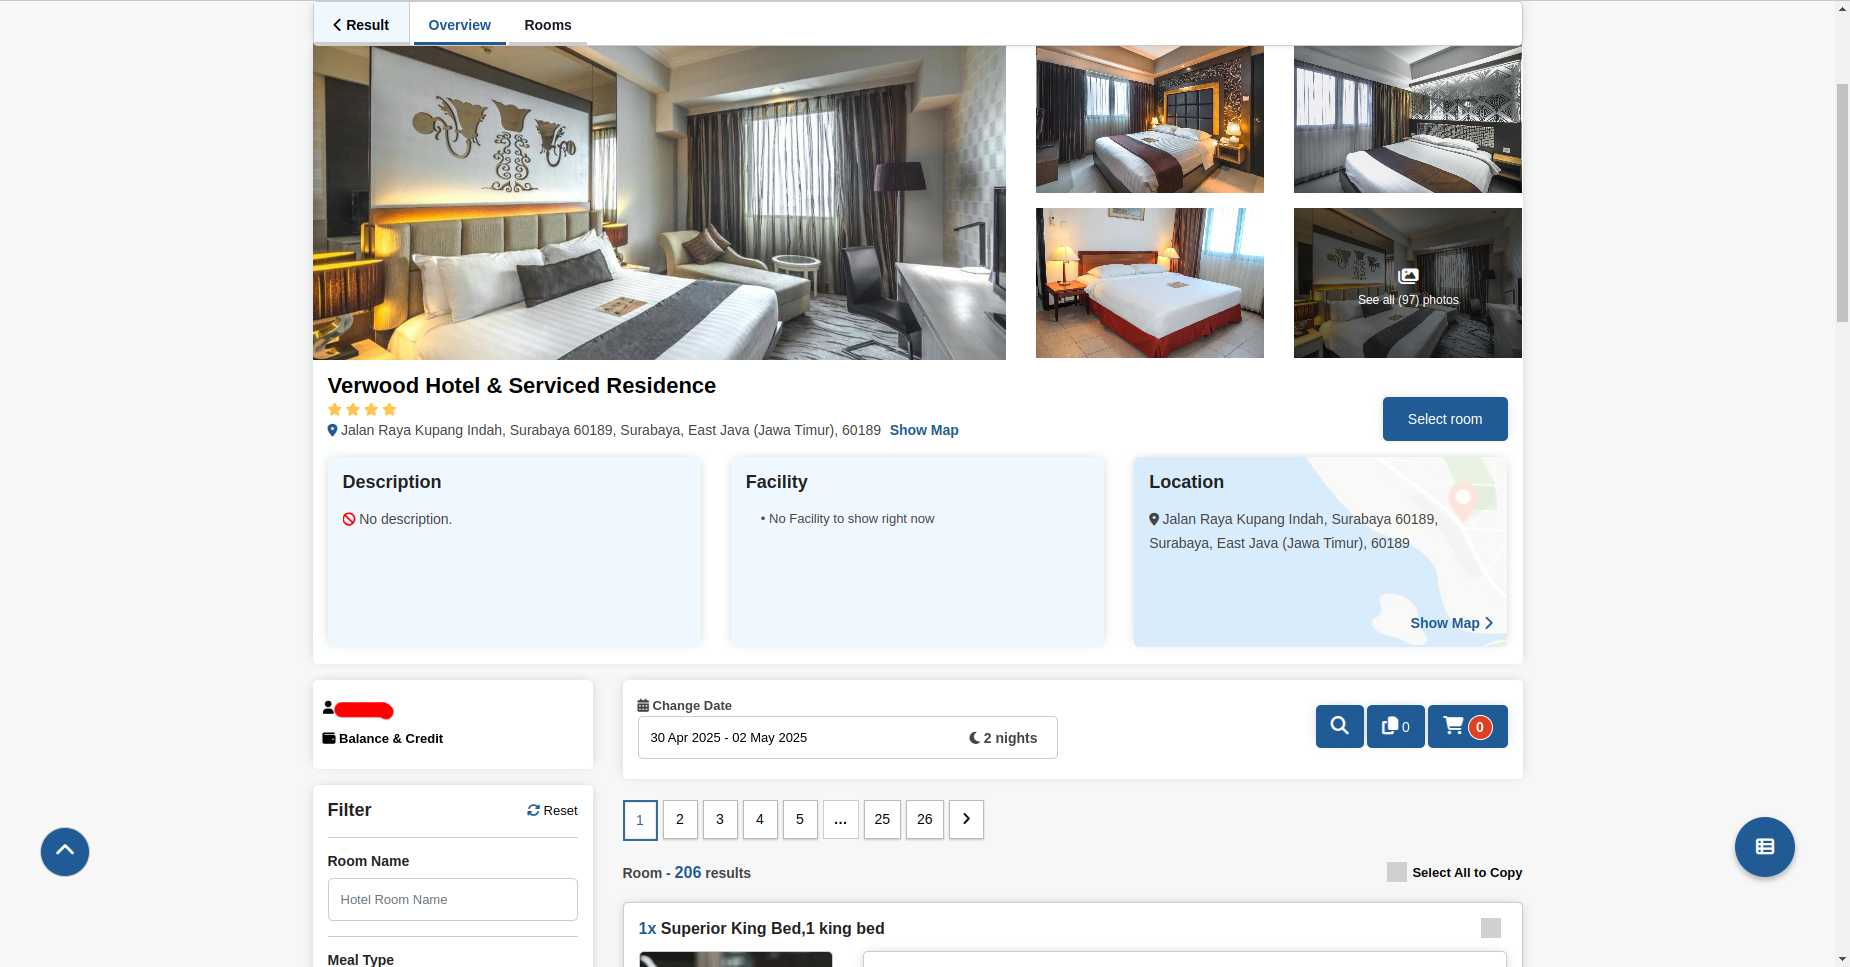 Result
Overview
Rooms
See all (97) photos
Verwood Hotel & Serviced Residence
Jalan Raya Kupang Indah, Surabaya 60189, Surabaya, East Java (Jawa Timur), 60189 Show Map
Select room
Description
No description.
Facility
• No Facility to show right now
Location
Jalan Raya Kupang Indah, Surabaya 60189,
Surabaya, East Java (Jawa Timur), 60189
Show Map
Balance & Credit
Change Date
30 Apr 2025 - 02 May 2025
2 nights
0
0
Filter
Reset
Room Name
Hotel Room Name
Meal Type
1 2 3 4 5 ... 25 26
Room - 206 results
Select All to Copy
1x Superior King Bed,1 king bed